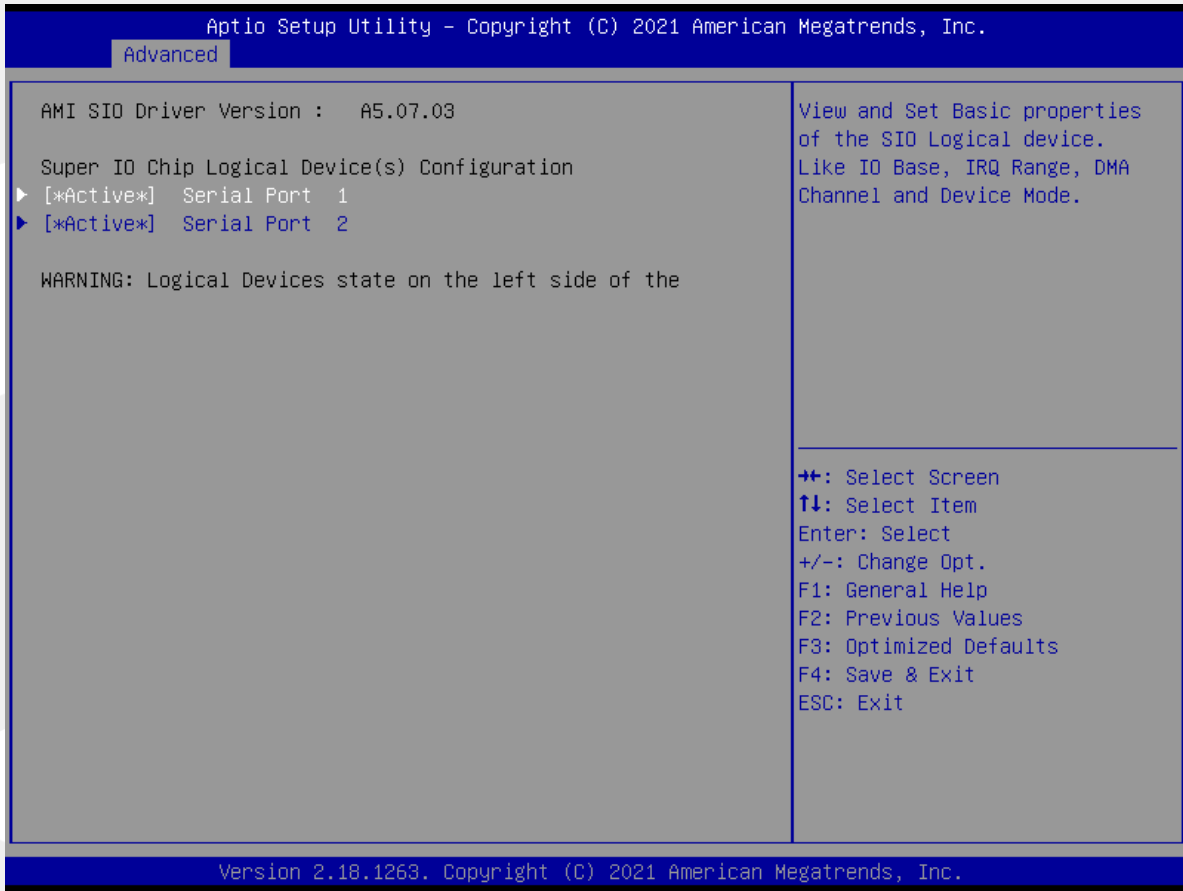 Aptio Setup Utility – Copyright (C) 2021 American Megatrends, Inc.
Advanced
AMI SIO Driver Version : A5.07.03
Super IO Chip Logical Device(s) Configuration
[*Active*] Serial Port 1
[*Active*] Serial Port 2
WARNING: Logical Devices state on the left side of the
View and Set Basic properties
of the SIO Logical device.
Like IO Base, IRQ Range, DMA
Channel and Device Mode.
→←: Select Screen
↑↓: Select Item
Enter: Select
+/-: Change Opt.
F1: General Help
F2: Previous Values
F3: Optimized Defaults
F4: Save & Exit
ESC: Exit
Version 2.18.1263. Copyright (C) 2021 American Megatrends, Inc.